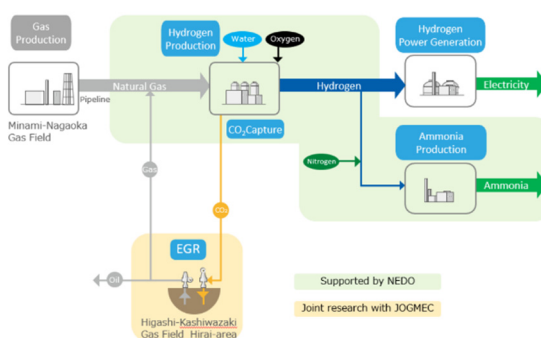 Gas
Production
Hydrogen
Production
Water
Oxygen
Hydrogen
Power Generation
Natural Gas
Pipeline
Hydrogen
Electricity
Minami-Nagaoka
Gas Field
CO₂Capture
Ammonia
Production
Nitrogen
Gas
CO₂
Ammonia
EGR
Oil
Higashi-Kashiwazaki
Gas Field Hirai-area
Supported by NEDO
Joint research with JOGMEC